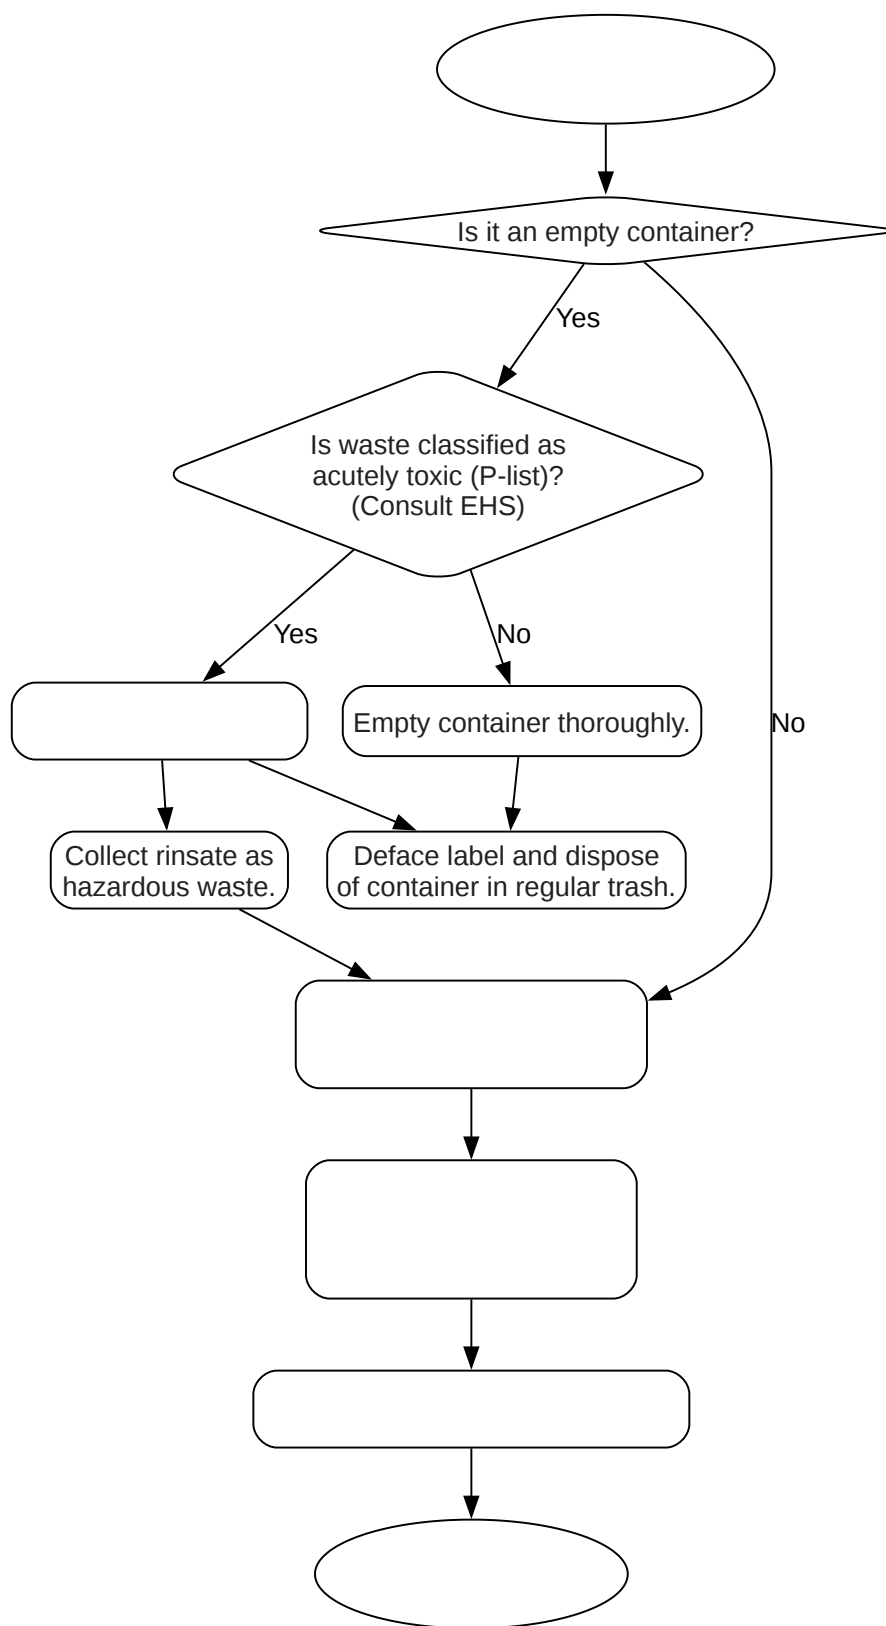 Is it an empty container?
Yes
Is waste classified as
acutely toxic (P-list)?
(Consult EHS)
Yes
No
Empty container thoroughly.
No
Collect rinsate as
hazardous waste.
Deface label and dispose
of container in regular trash.